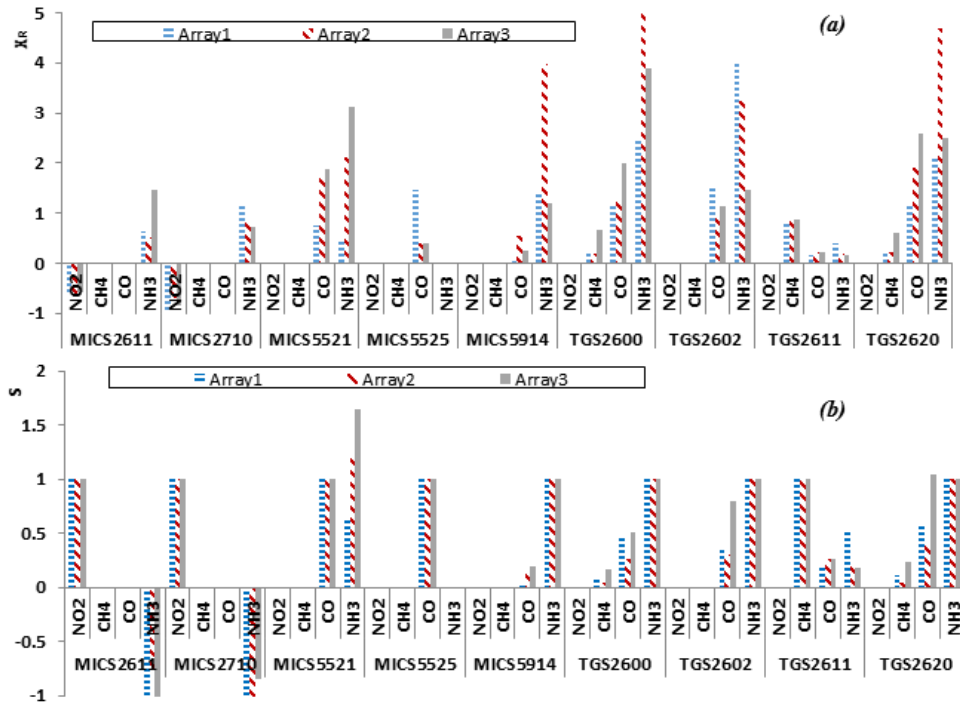 5
XR
4
3
2
1
0
-1
Array1 Array2 Array3
(a)
NO2 CH4 CO NH3 NO2 CH4 CO NH3 NO2 CH4 CO NH3 NO2 CH4 CO NH3 NO2 CH4 CO NH3 NO2 CH4 CO NH3 NO2 CH4 CO NH3 NO2 CH4 CO NH3 NO2 CH4 CO NH3
MICS2611 MICS2710 MICS5521 MICS5525 MICS5914 TGS2600 TGS2602 TGS2611 TGS2620
S
2
1.5
1
0.5
0
-0.5
-1
Array1 Array2 Array3
(b)
NO2 CH4 CO NH3 NO2 CH4 CO NH3 NO2 CH4 CO NH3 NO2 CH4 CO NH3 NO2 CH4 CO NH3 NO2 CH4 CO NH3 NO2 CH4 CO NH3 NO2 CH4 CO NH3 NO2 CH4 CO NH3
MICS2611 MICS2710 MICS5521 MICS5525 MICS5914 TGS2600 TGS2602 TGS2611 TGS2620